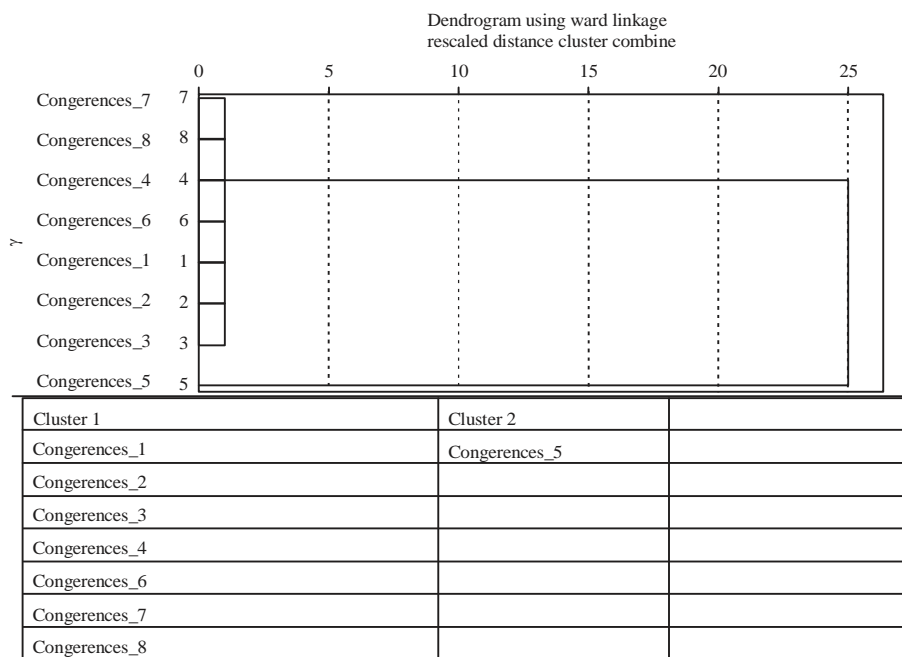 Dendrogram using ward linkage
rescaled distance cluster combine
0 5 10 15 20 25
Congerences_7 7
Congerences_8 8
Congerences_4 4
Congerences_6 6
γ
Congerences_1 1
Congerences_2 2
Congerences_3 3
Congerences_5 5
Cluster 1 Cluster 2
Congerences_1 Congerences_5
Congerences_2
Congerences_3
Congerences_4
Congerences_6
Congerences_7
Congerences_8